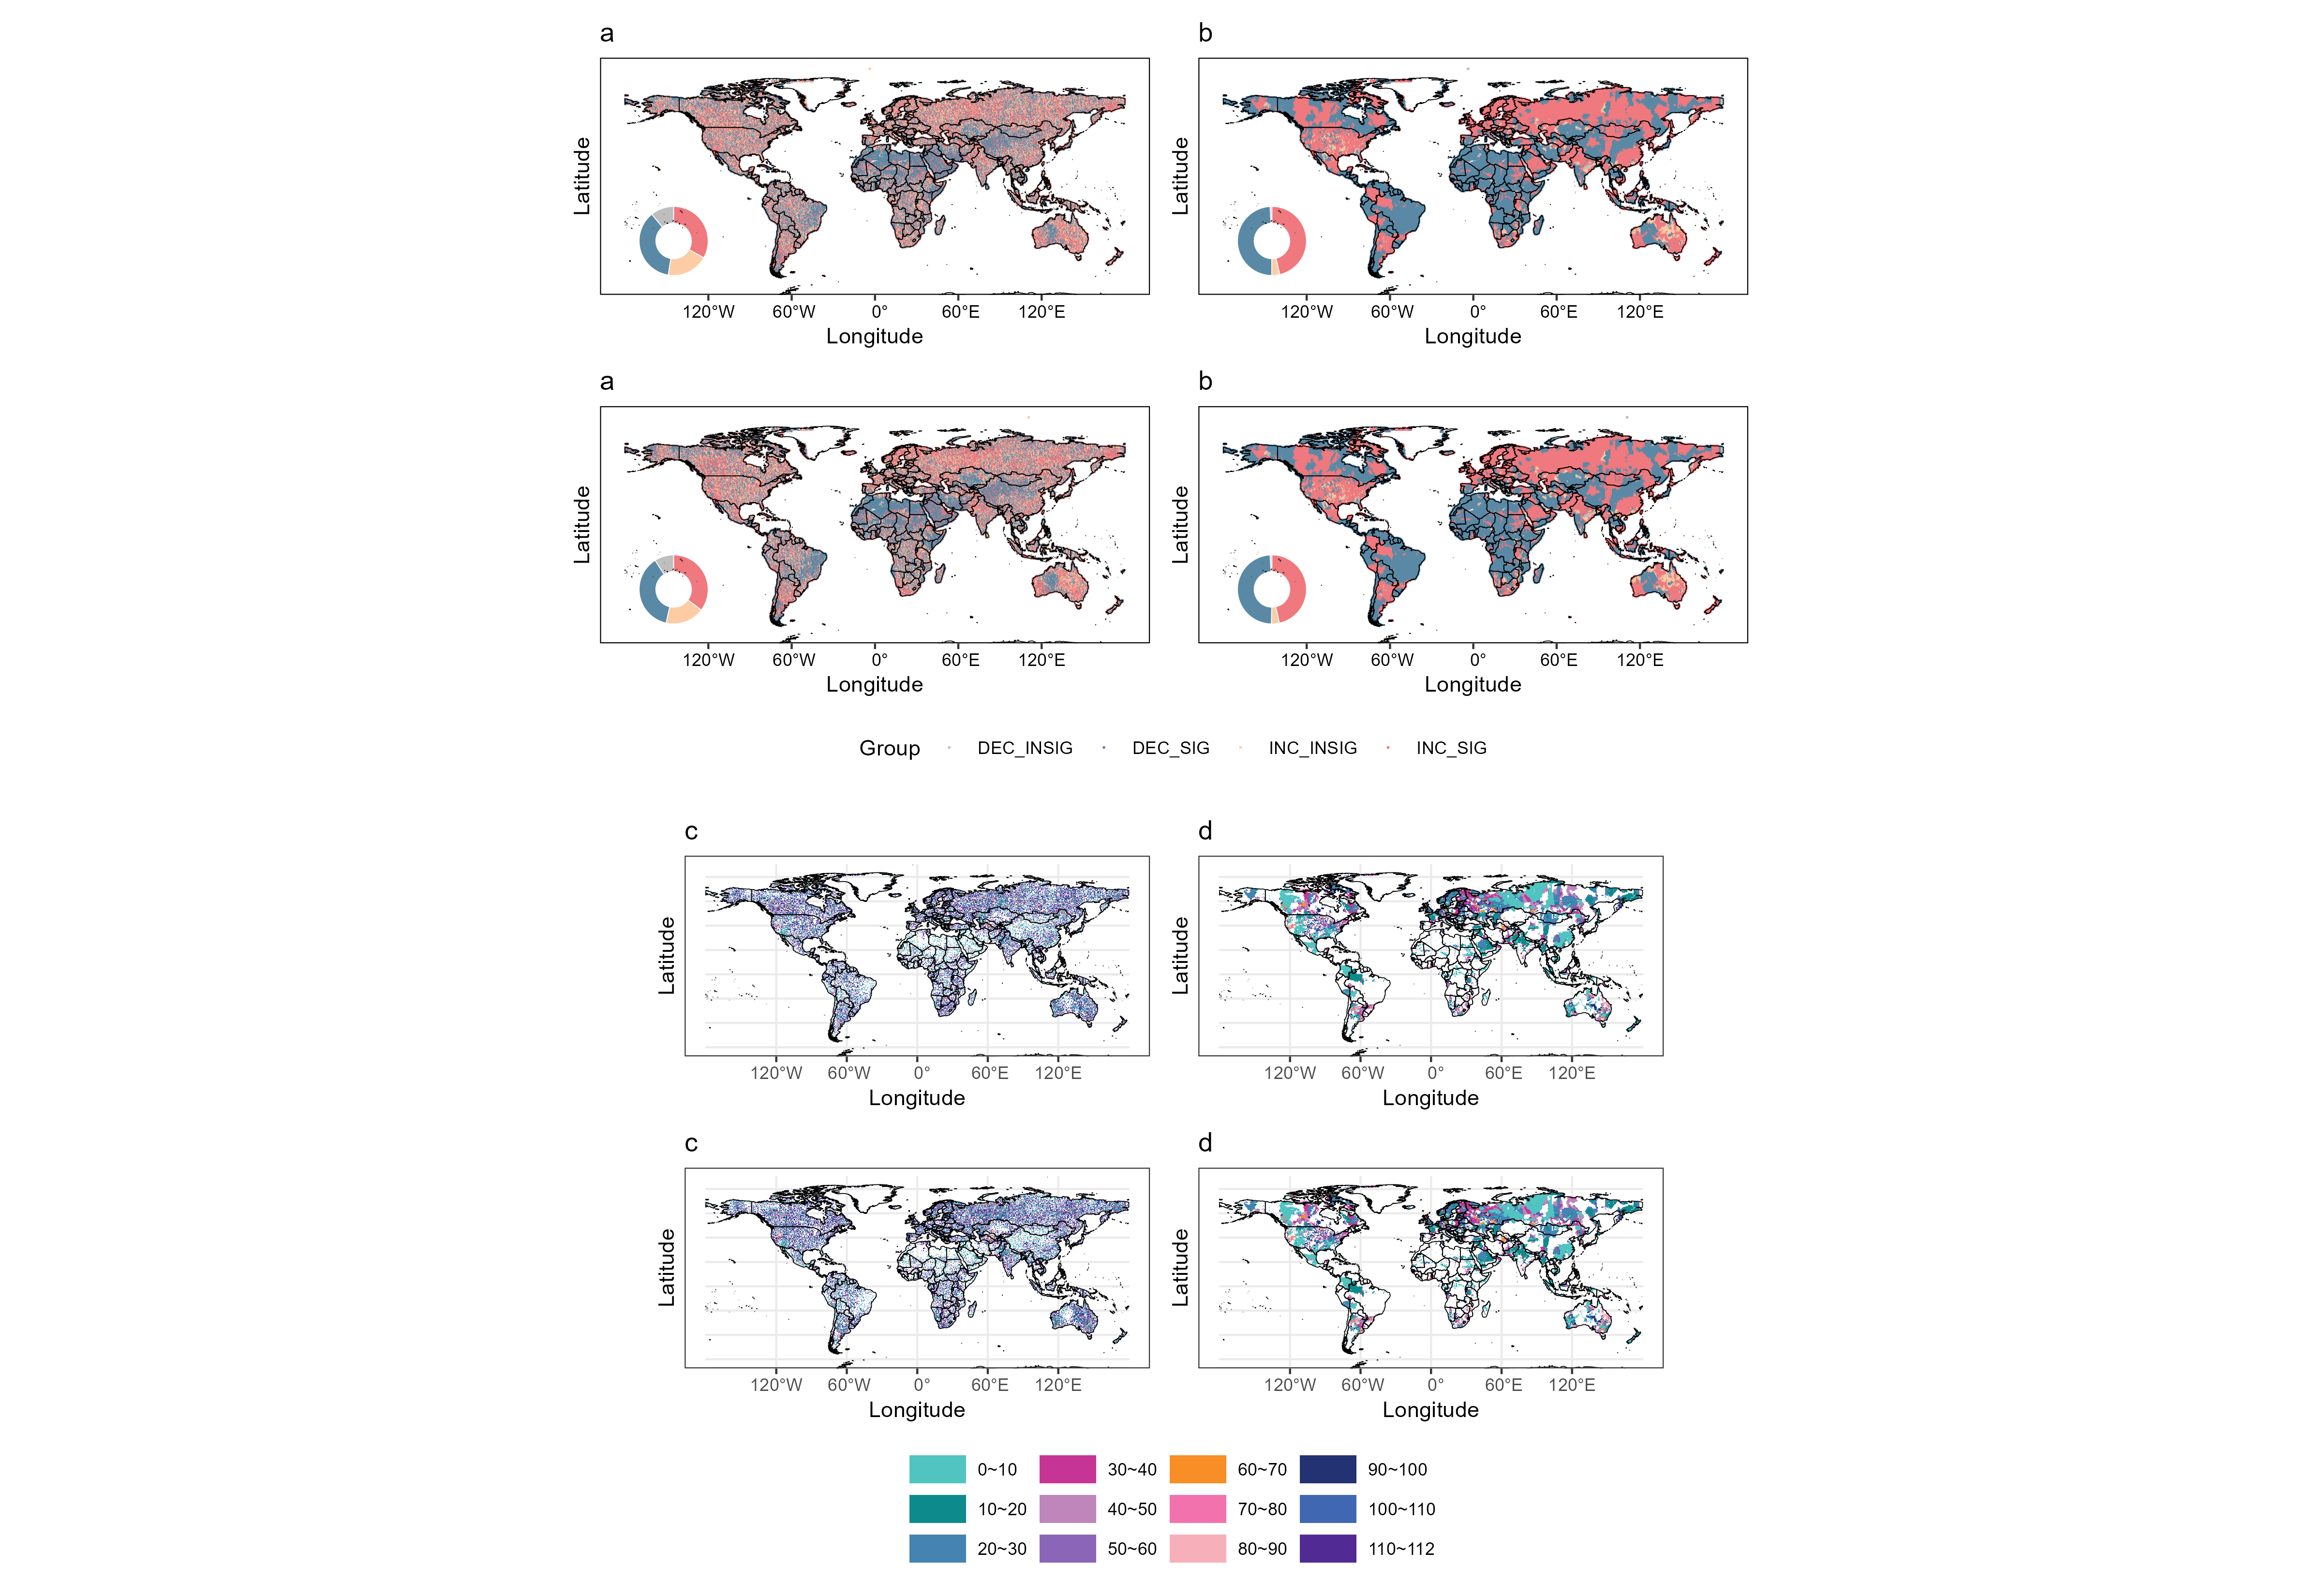 a b
Latitude Latitude
120°W 60°W 0° 60°E 120°E 120°W 60°W 0° 60°E 120°E
Longitude Longitude
a b
Latitude Latitude
120°W 60°W 0° 60°E 120°E 120°W 60°W 0° 60°E 120°E
Longitude Longitude
Group DEC_INSIG DEC_SIG INC_INSIG INC_SIG
c d
Latitude Latitude
120°W 60°W 0° 60°E 120°E 120°W 60°W 0° 60°E 120°E
Longitude Longitude
c d
Latitude Latitude
120°W 60°W 0° 60°E 120°E 120°W 60°W 0° 60°E 120°E
Longitude Longitude
0~10 30~40 60~70 90~100
10~20 40~50 70~80 100~110
20~30 50~60 80~90 110~112